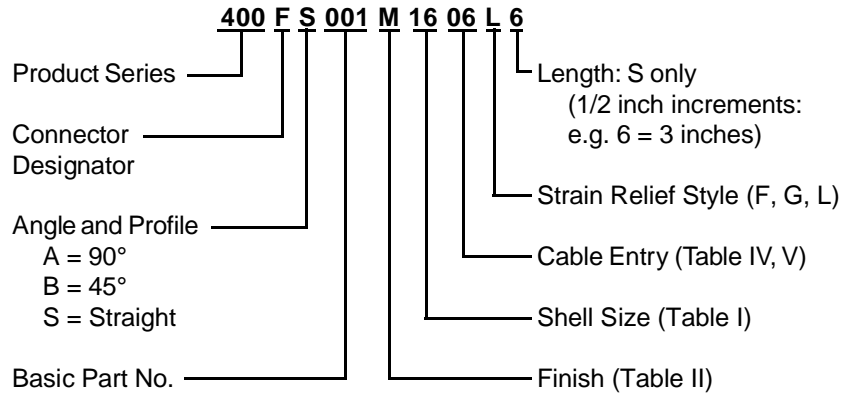 400 F S 001 M 16 06 L 6
Product Series
Connector
Designator
Angle and Profile
A = 90°
B = 45°
S = Straight
Basic Part No.
Length: S only
(1/2 inch increments:
e.g. 6 = 3 inches)
Strain Relief Style (F, G, L)
Cable Entry (Table IV, V)
Shell Size (Table I)
Finish (Table II)